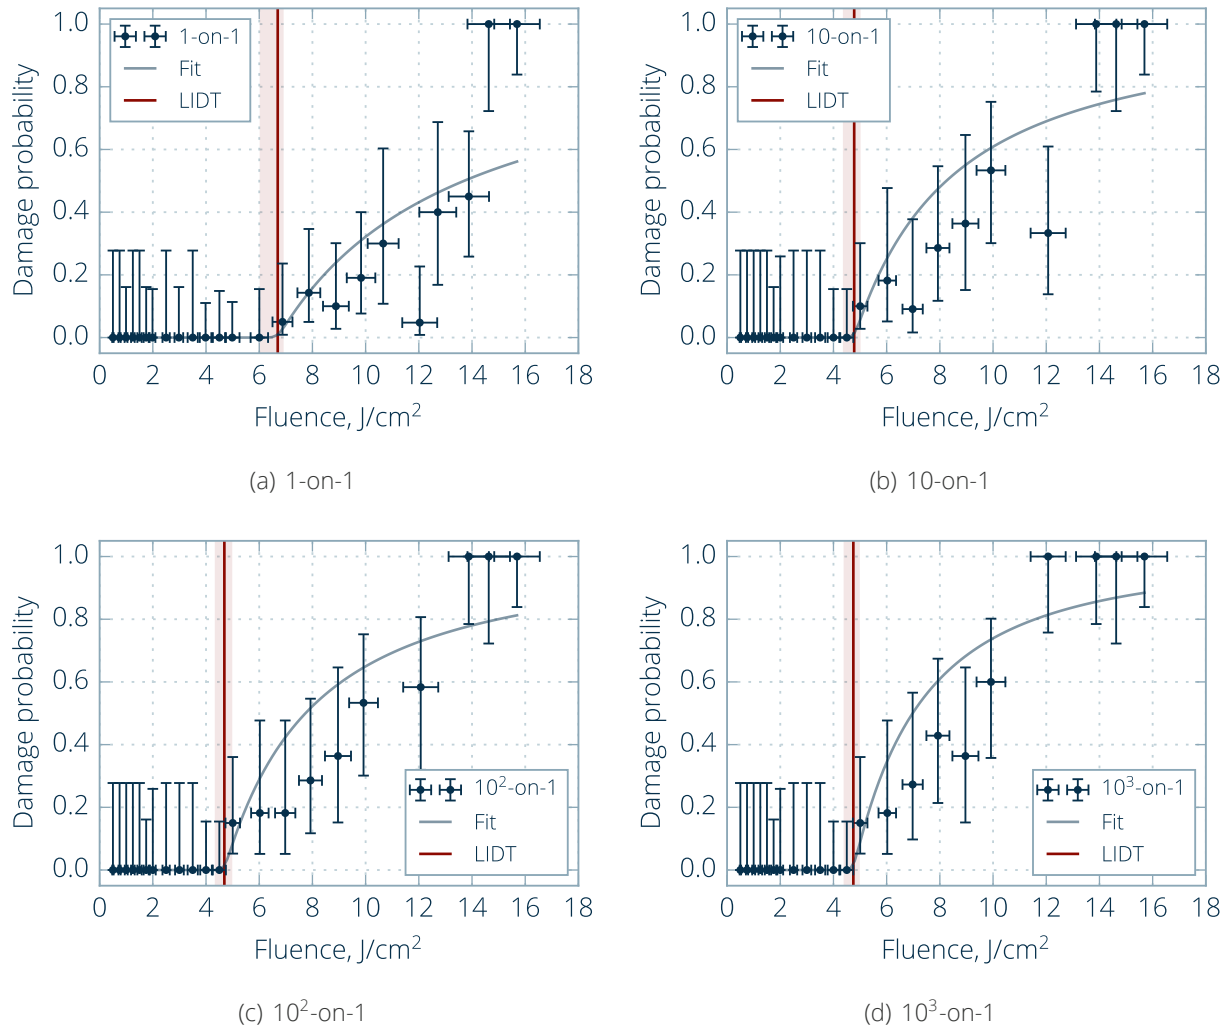 1.0
0.8
0.6
0.4
0.2
0.0
Damage probability
1-on-1
Fit
LIDT
0 2 4 6 8 10 12 14 16 18
Fluence, J/cm²
(a) 1-on-1
1.0
0.8
0.6
0.4
0.2
0.0
Damage probability
10-on-1
Fit
LIDT
0 2 4 6 8 10 12 14 16 18
Fluence, J/cm²
(b) 10-on-1
1.0
0.8
0.6
0.4
0.2
0.0
Damage probability
10²-on-1
Fit
LIDT
0 2 4 6 8 10 12 14 16 18
Fluence, J/cm²
(c) 10²-on-1
1.0
0.8
0.6
0.4
0.2
0.0
Damage probability
10³-on-1
Fit
LIDT
0 2 4 6 8 10 12 14 16 18
Fluence, J/cm²
(d) 10³-on-1